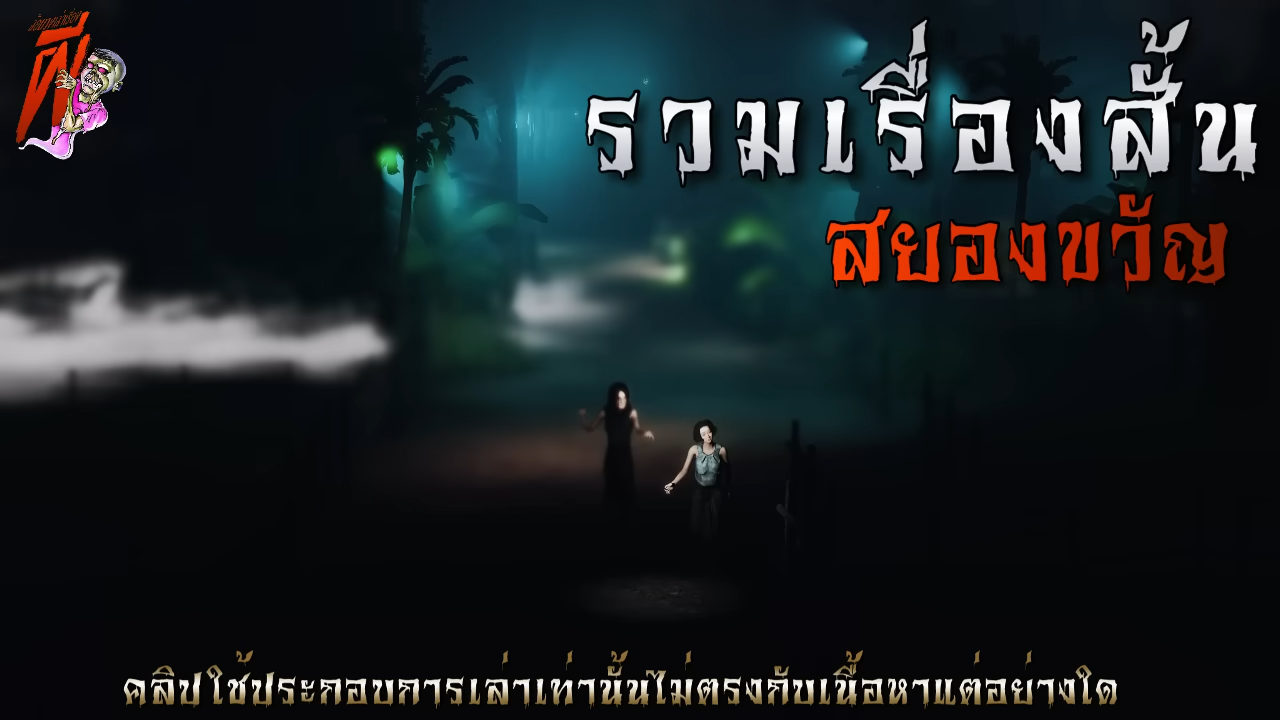 ผี
รวมเรื่องสั้น
สยองขวัญ
คลิปใช้ประกอบการเล่าเท่านั้นไม่ตรงกับเนื้อหาแต่อย่างใด